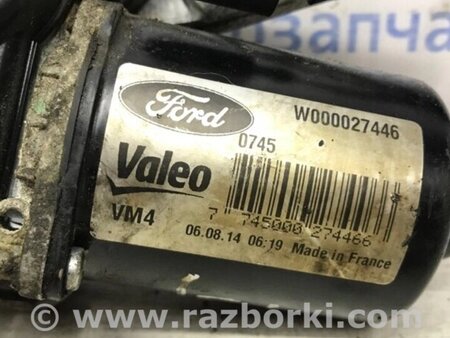 озапча
Ford
W000027446
0745
Valeo
VM4
7 745000 274466
06.08.14 06:19 Made in France
www.razborki.com